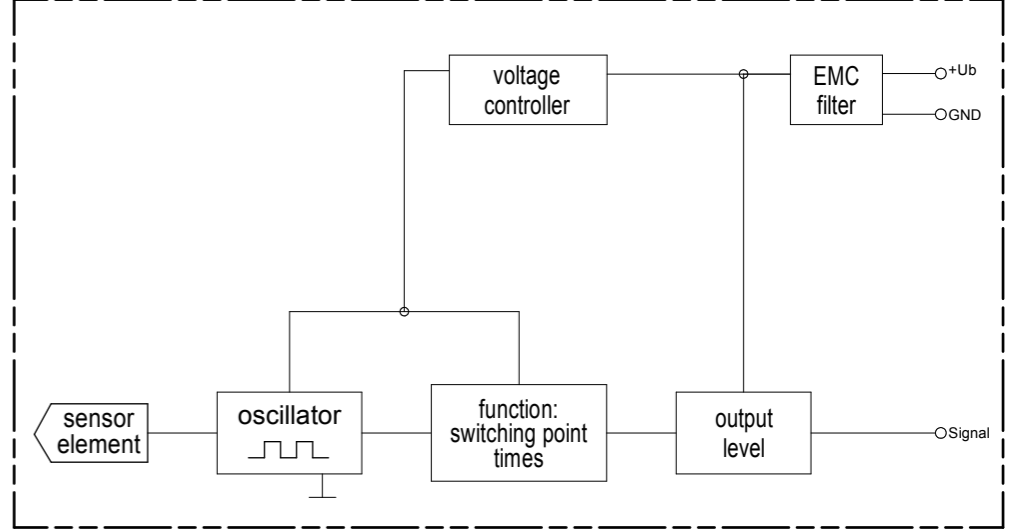 voltage
controller
EMC
filter
+Ub
GND
sensor
element
oscillator
function:
switching point
times
output
level
Signal